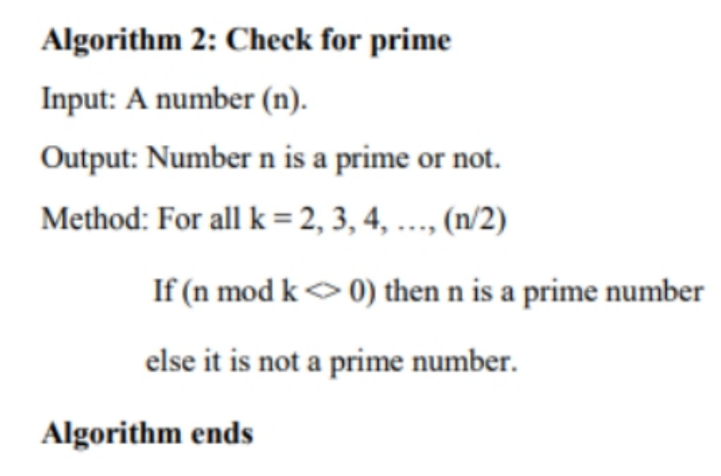 Algorithm 2: Check for prime
Input: A number (n).
Output: Number n is a prime or not.
Method: For all k = 2, 3, 4, …, (n/2)
If (n mod k <> 0) then n is a prime number
else it is not a prime number.
Algorithm ends